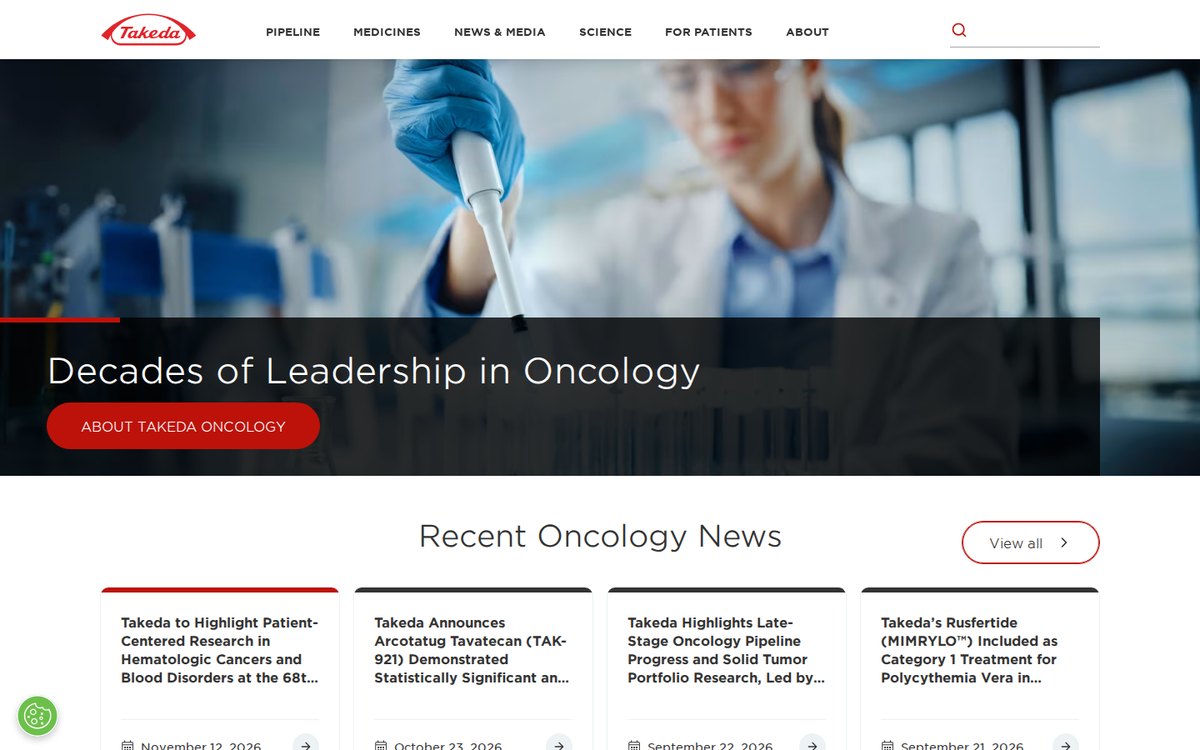 Takeda
PIPELINE
MEDICINES
NEWS & MEDIA
SCIENCE
FOR PATIENTS
ABOUT
Decades of Leadership in Oncology
ABOUT TAKEDA ONCOLOGY
Recent Oncology News
View all
Takeda to Highlight Patient-
Centered Research in
Hematologic Cancers and
Blood Disorders at the 68t...
November 12, 2026
Takeda Announces
Arcotatug Tavatecan (TAK-
921) Demonstrated
Statistically Significant an...
October 23, 2026
Takeda Highlights Late-
Stage Oncology Pipeline
Progress and Solid Tumor
Portfolio Research, Led by...
September 22, 2026
Takeda’s Rusfertide
(MIMRYLO™) Included as
Category 1 Treatment for
Polycythemia Vera in...
September 21, 2026